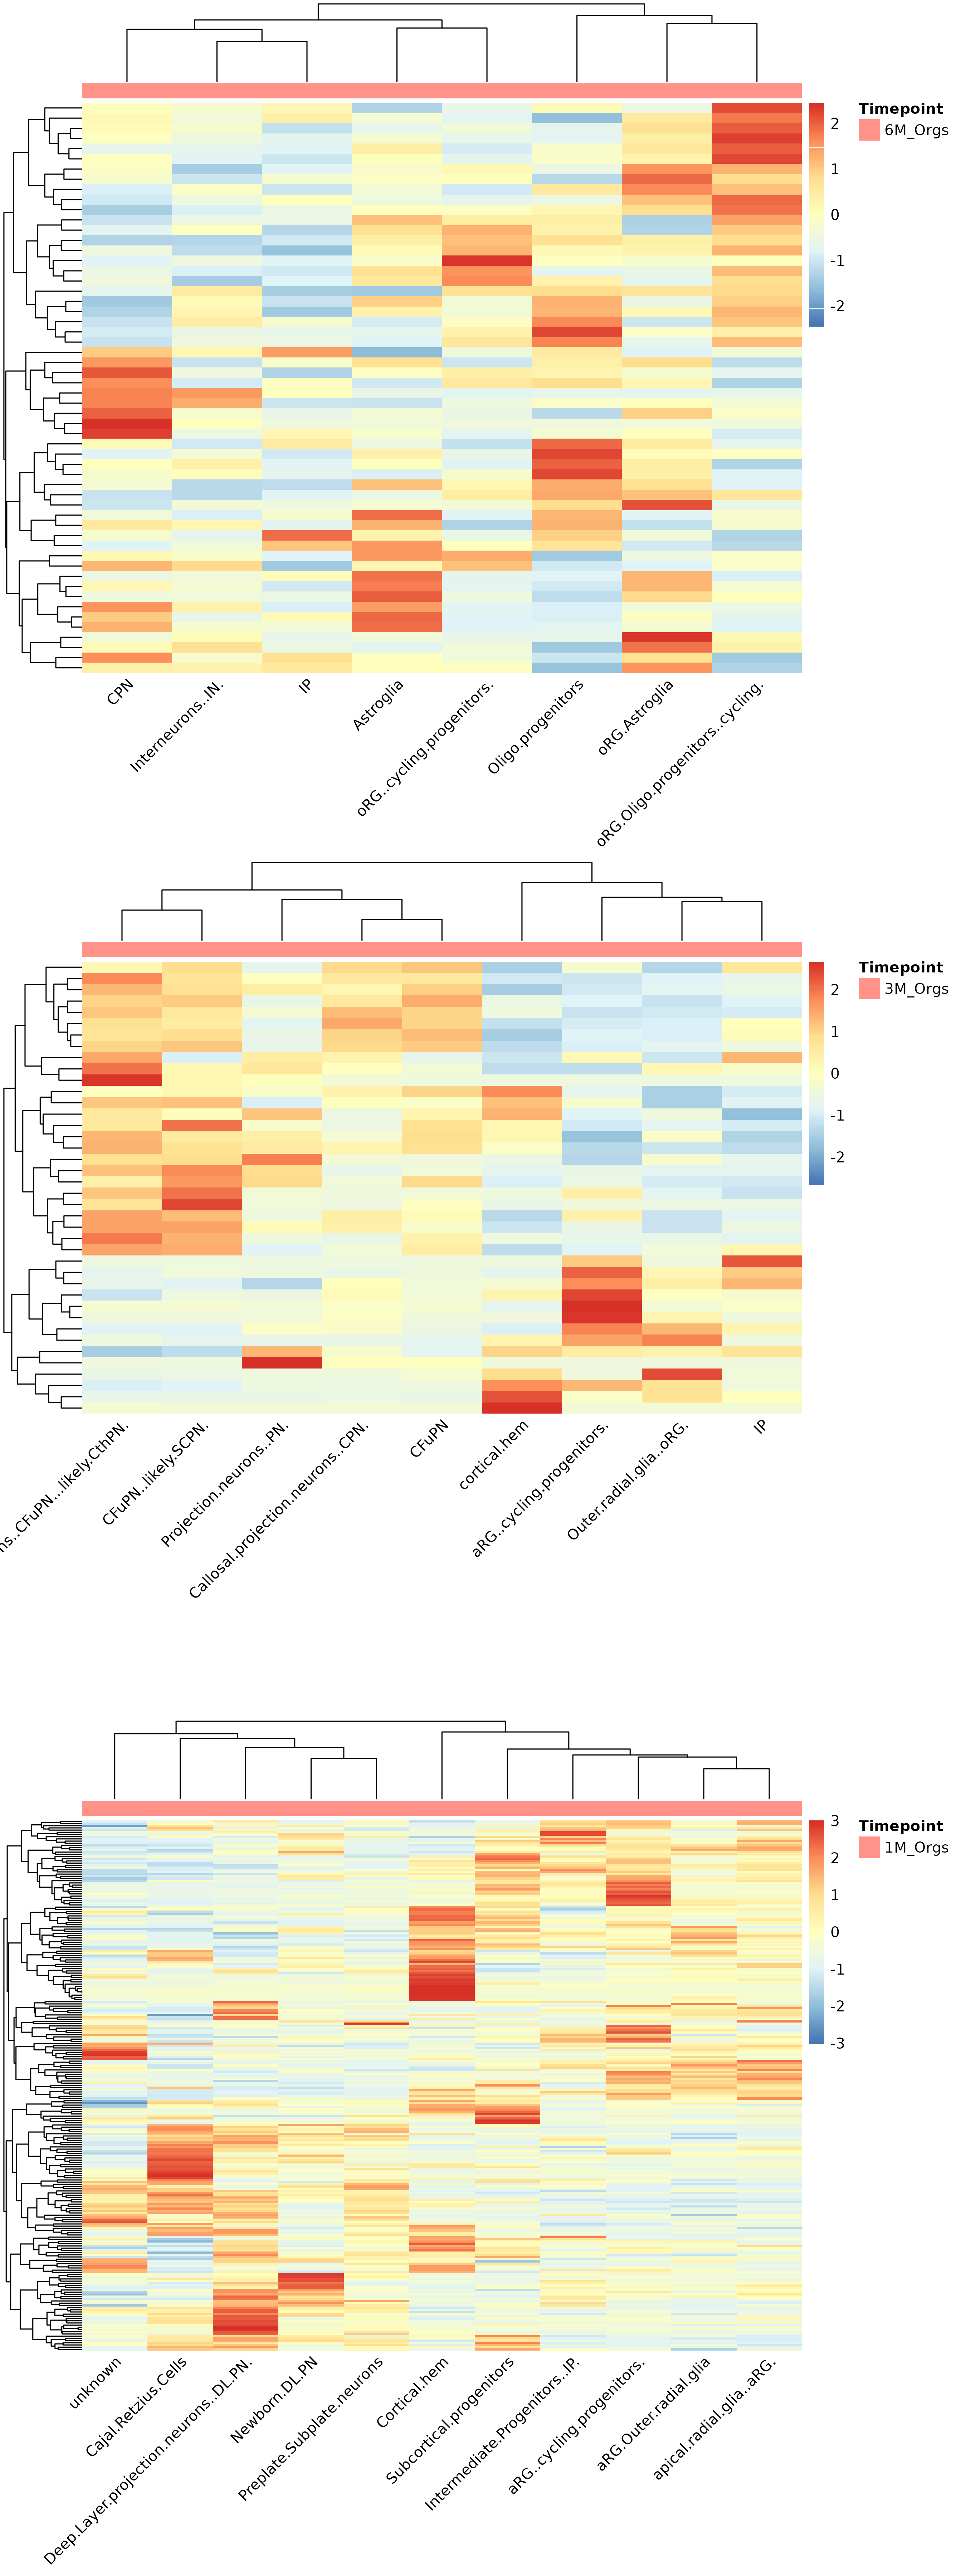 Timepoint
6M_Orgs
2
1
0
-1
-2
CPN
Interneurons..IN.
IP
Astroglia
oRG..cycling.progenitors.
Oligo.progenitors
oRG.Astroglia
oRG.Oligo.progenitors..cycling.
Timepoint
3M_Orgs
2
1
0
-1
-2
ns..CFuPN...likely.CthPN.
CFuPN..likely.SCPN.
Projection.neurons..PN.
Callosal.projection.neurons..CPN.
CFuPN
cortical.hem
aRG..cycling.progenitors.
Outer.radial.glia..oRG.
IP
Timepoint
1M_Orgs
3
2
1
0
-1
-2
-3
unknown
Cajal.Retzius.Cells
Deep.Layer.projection.neurons..DL.PN.
Newborn.DL.PN
Preplate.Subplate.neurons
Cortical.hem
Subcortical.progenitors
Intermediate.Progenitors..IP.
aRG..cycling.progenitors.
aRG.Outer.radial.glia
apical.radial.glia..aRG.